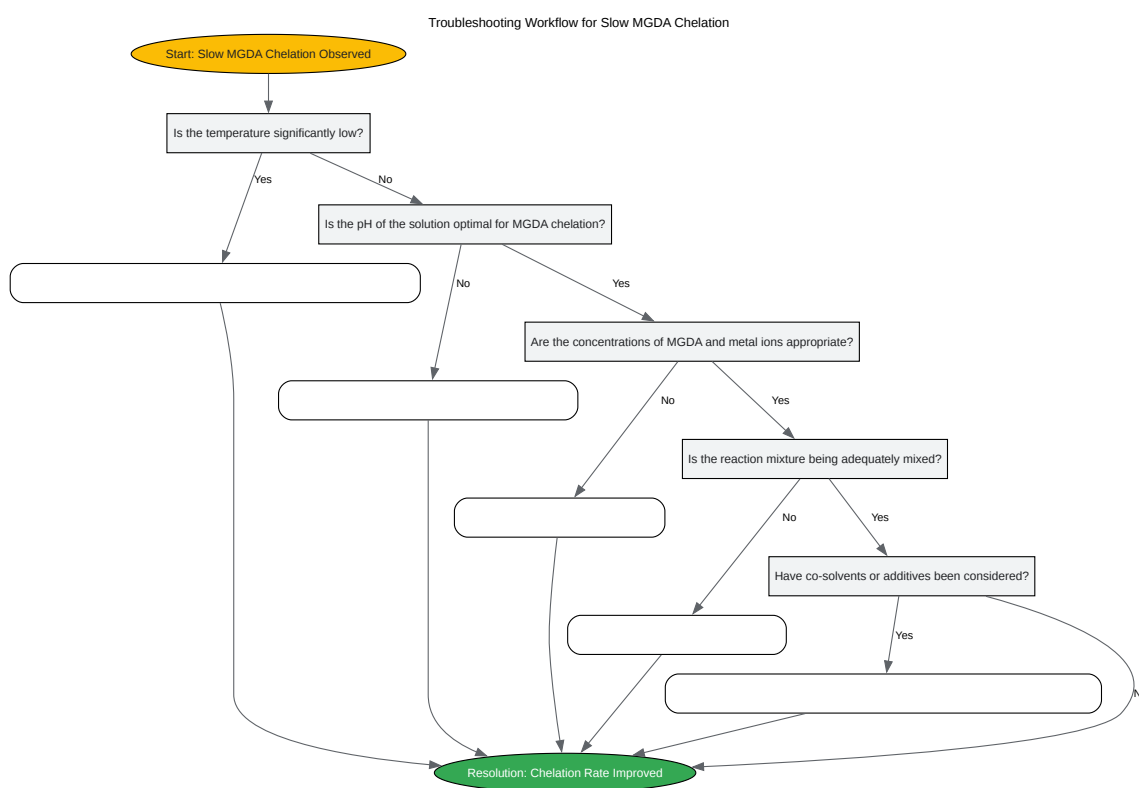 Troubleshooting Workflow for Slow MGDA Chelation
Start: Slow MGDA Chelation Observed
Is the temperature significantly low?
Yes
No
Is the pH of the solution optimal for MGDA chelation?
No
Yes
Are the concentrations of MGDA and metal ions appropriate?
No
Yes
Is the reaction mixture being adequately mixed?
No
Yes
Have co-solvents or additives been considered?
Yes
Resolution: Chelation Rate Improved